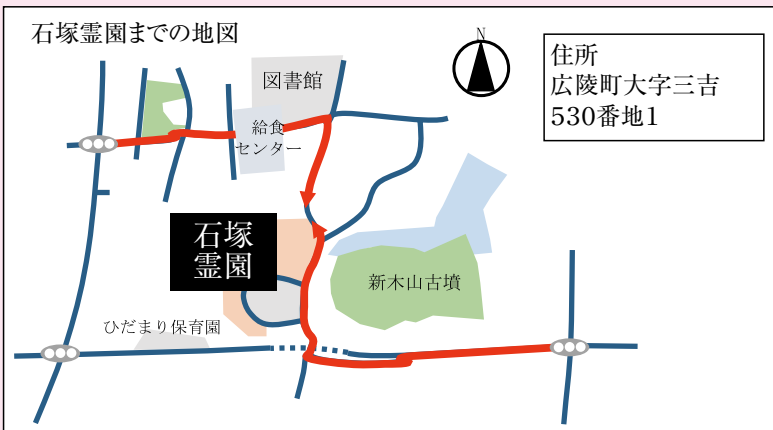 石塚霊園までの地図
N
住所
広陵町大字三吉
530番地1
図書館
給食
センター
石塚
霊園
新木山古墳
ひだまり保育園